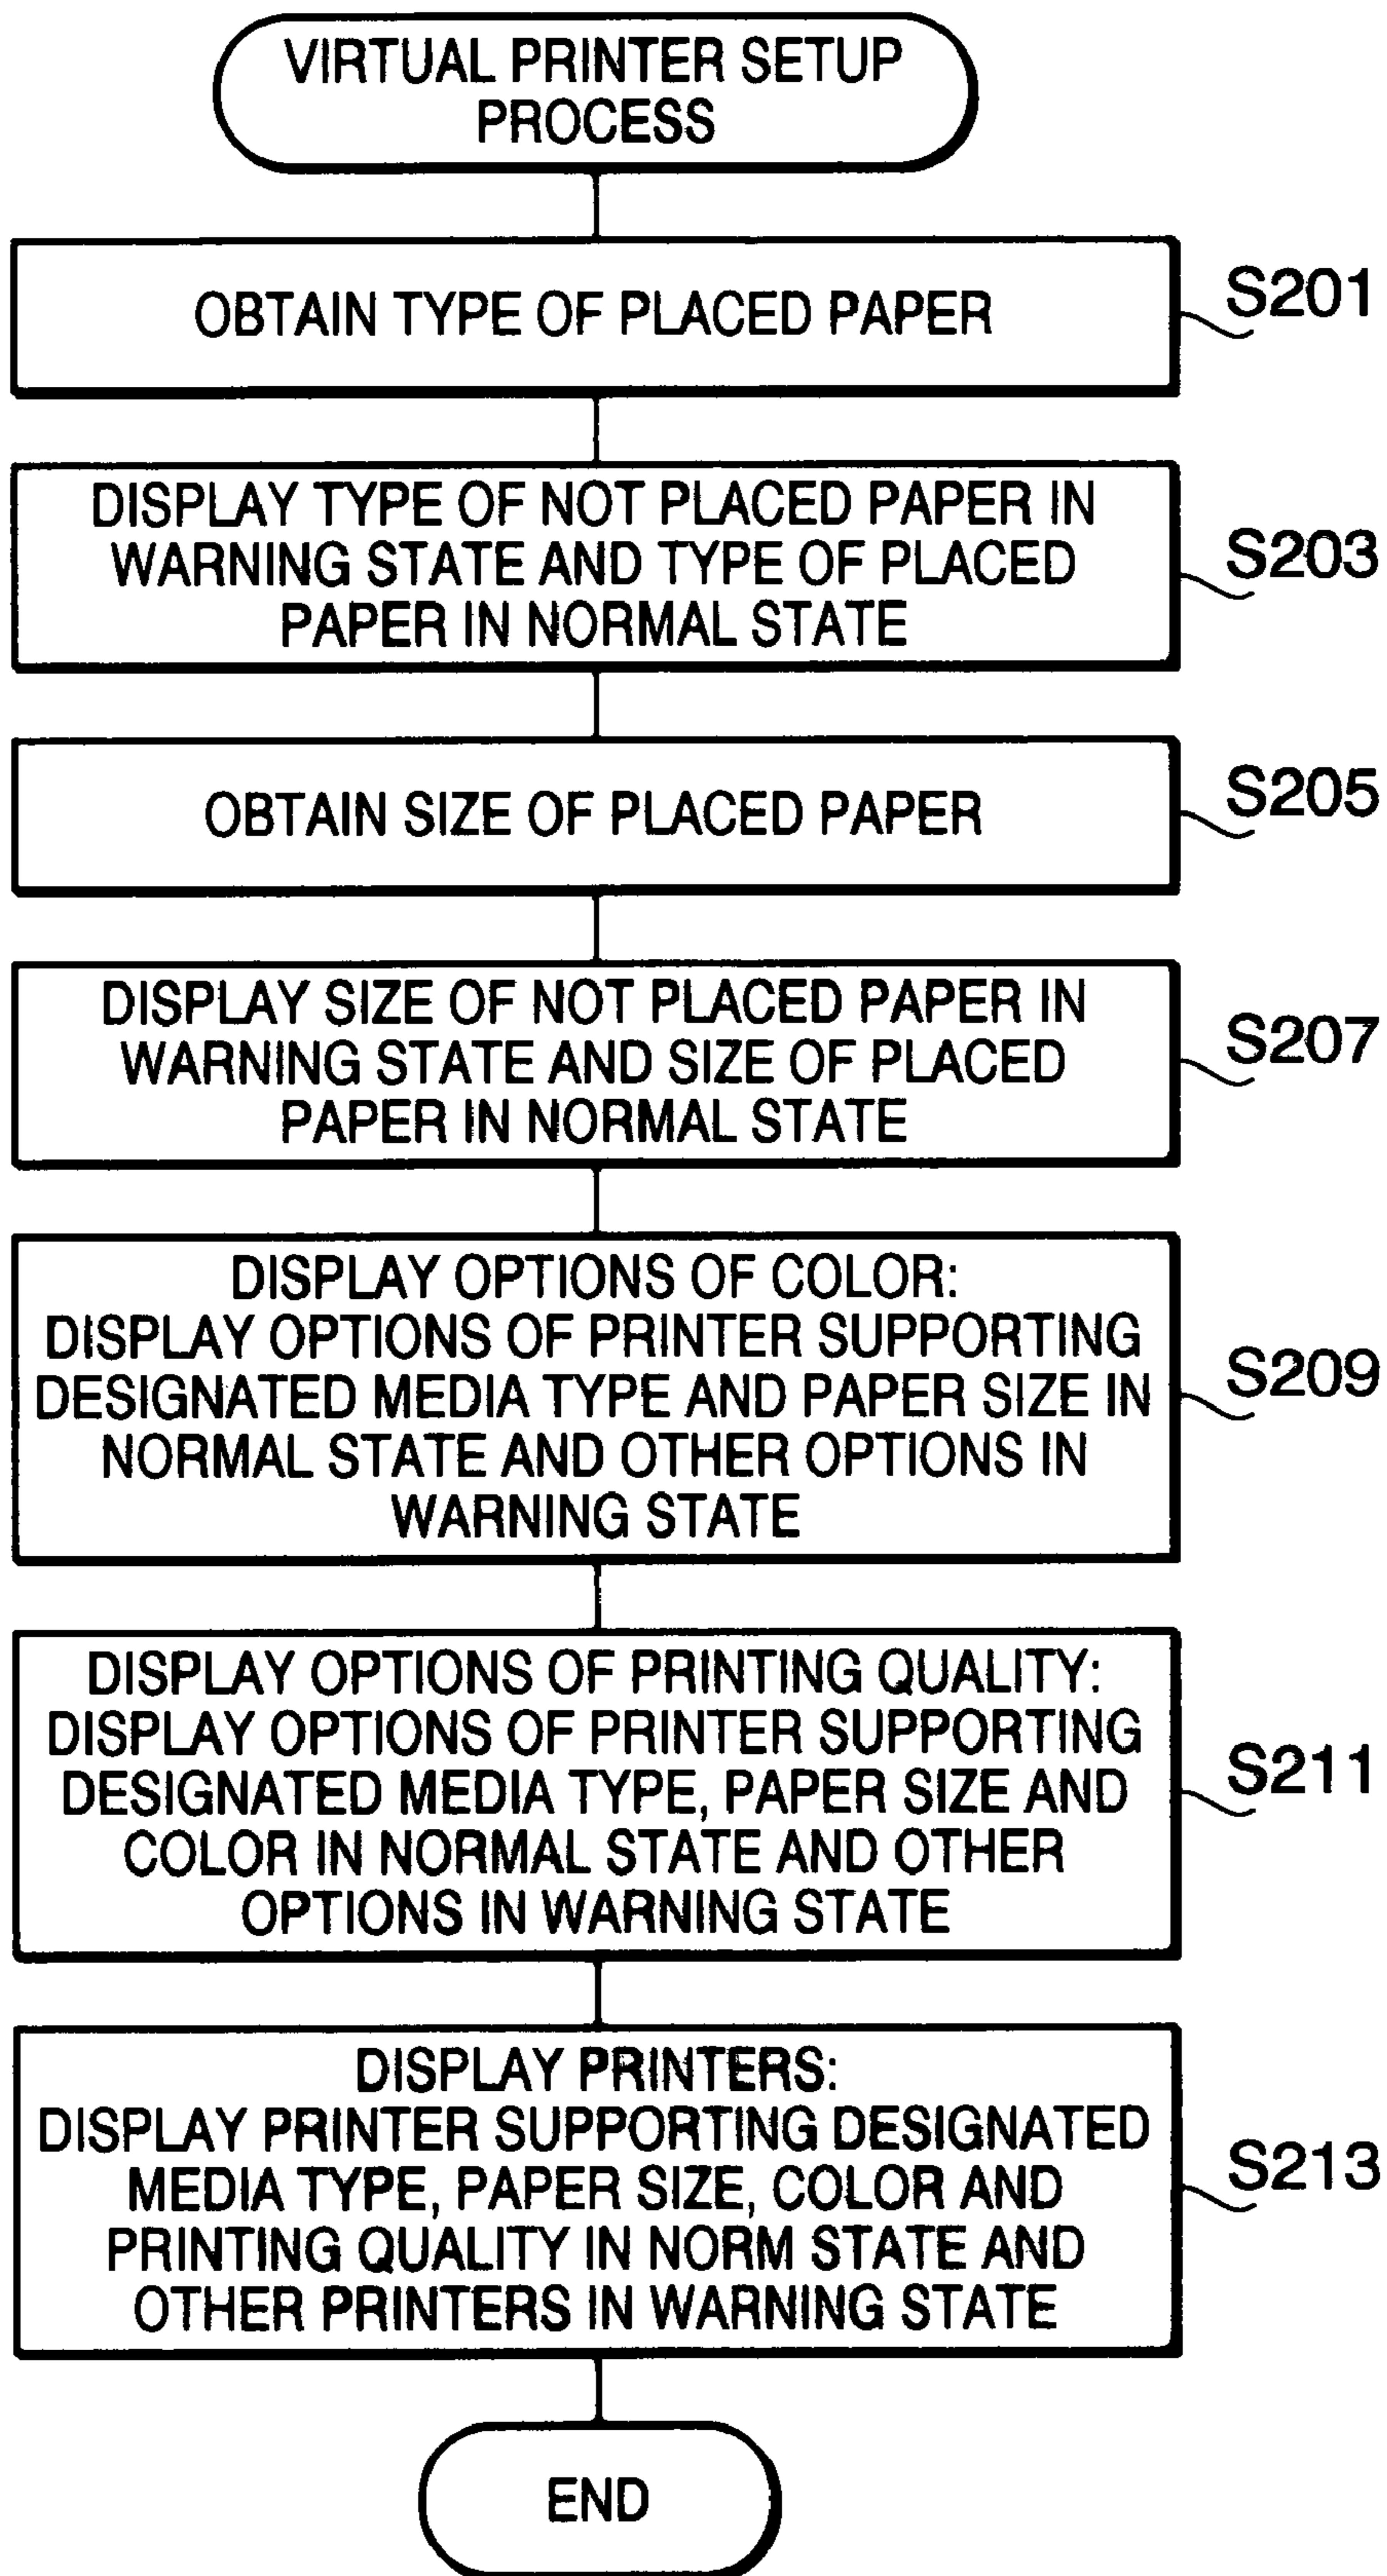 VIRTUAL PRINTER SETUP
PROCESS
OBTAIN TYPE OF PLACED PAPER
S201
DISPLAY TYPE OF NOT PLACED PAPER IN
WARNING STATE AND TYPE OF PLACED
PAPER IN NORMAL STATE
S203
OBTAIN SIZE OF PLACED PAPER
S205
DISPLAY SIZE OF NOT PLACED PAPER IN
WARNING STATE AND SIZE OF PLACED
PAPER IN NORMAL STATE
S207
DISPLAY OPTIONS OF COLOR:
DISPLAY OPTIONS OF PRINTER SUPPORTING
DESIGNATED MEDIA TYPE AND PAPER SIZE IN
NORMAL STATE AND OTHER OPTIONS IN
WARNING STATE
S209
DISPLAY OPTIONS OF PRINTING QUALITY:
DISPLAY OPTIONS OF PRINTER SUPPORTING
DESIGNATED MEDIA TYPE, PAPER SIZE AND
COLOR IN NORMAL STATE AND OTHER
OPTIONS IN WARNING STATE
S211
DISPLAY PRINTERS:
DISPLAY PRINTER SUPPORTING DESIGNATED
MEDIA TYPE, PAPER SIZE, COLOR AND
PRINTING QUALITY IN NORM STATE AND
OTHER PRINTERS IN WARNING STATE
S213
END